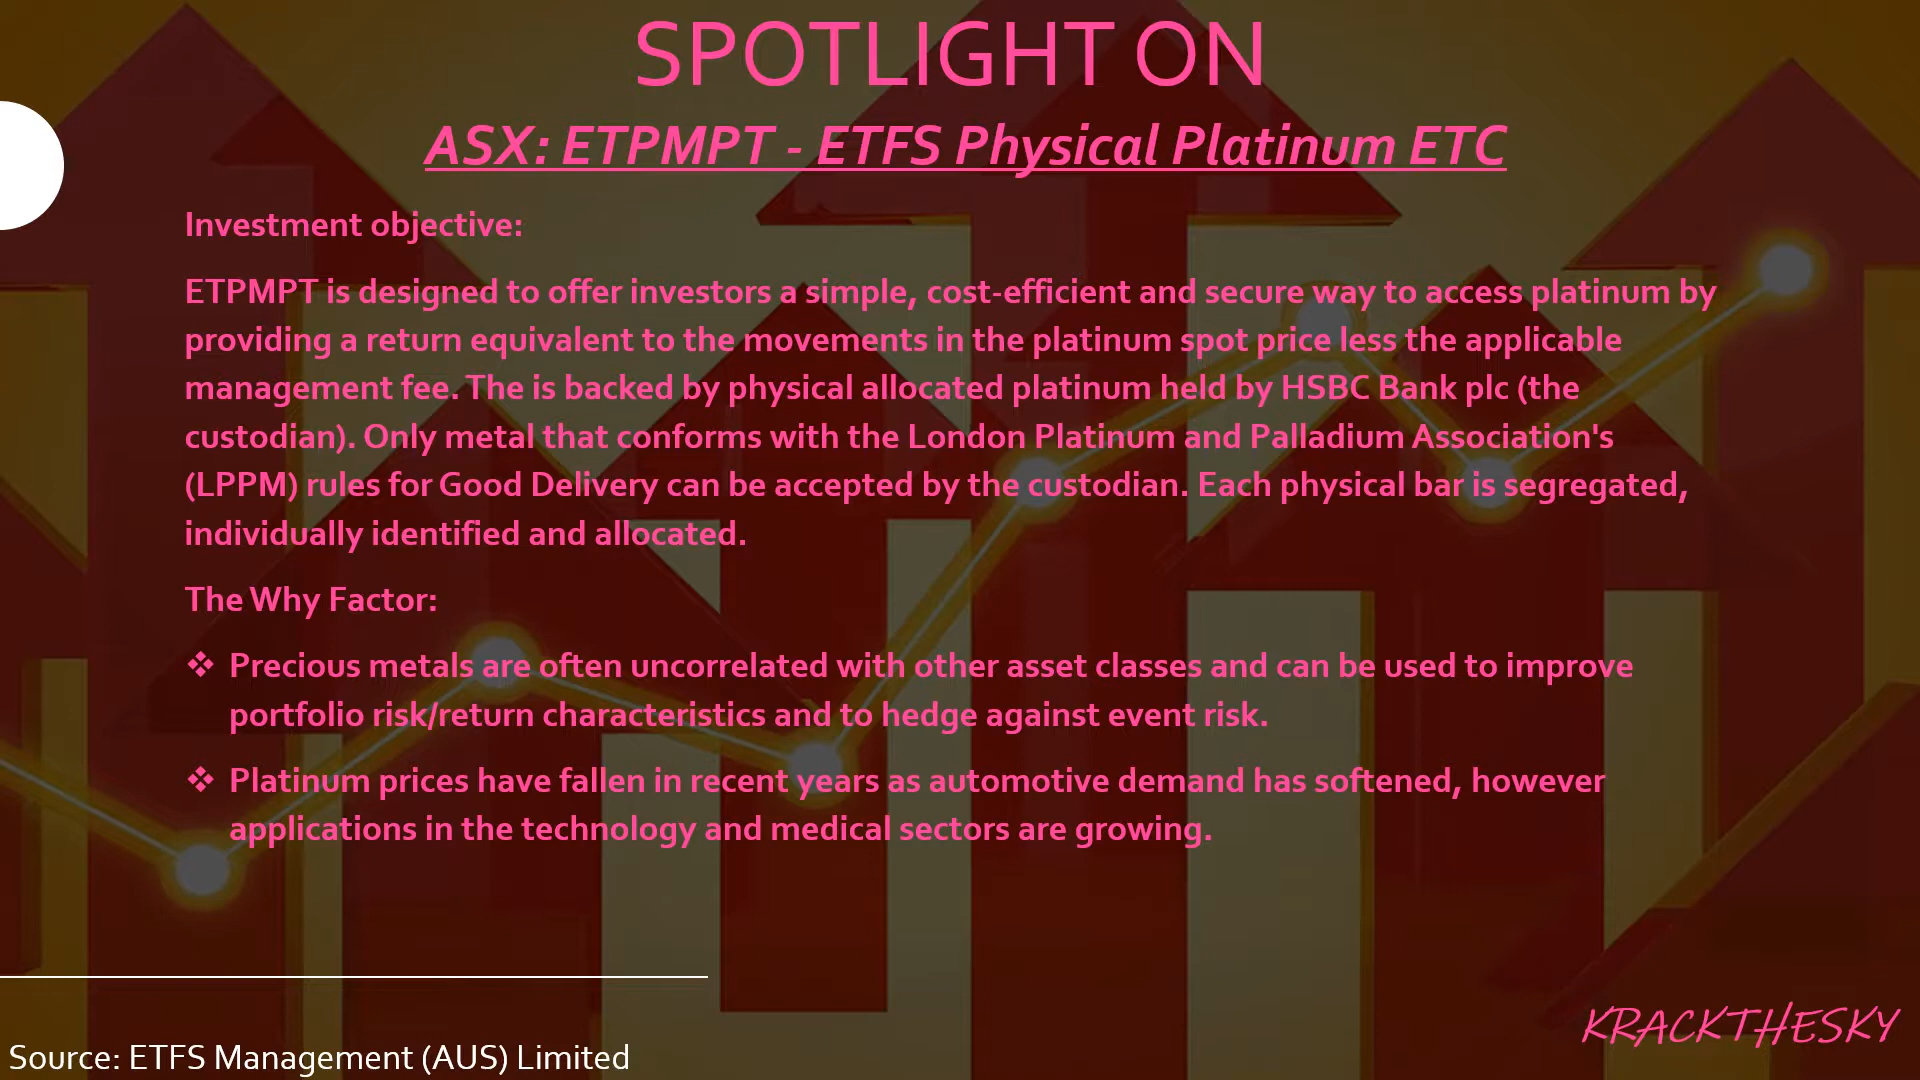 SPOTLIGHT ON
ASX: ETPMPT - ETFS Physical Platinum ETC
Investment objective:
ETPMPT is designed to offer investors a simple, cost-efficient and secure way to access platinum by
providing a return equivalent to the movements in the platinum spot price less the applicable
management fee. The is backed by physical allocated platinum held by HSBC Bank plc (the
custodian). Only metal that conforms with the London Platinum and Palladium Association's
(LPPM) rules for Good Delivery can be accepted by the custodian. Each physical bar is segregated,
individually identified and allocated.
The Why Factor:
❖ Precious metals are often uncorrelated with other asset classes and can be used to improve
portfolio risk/return characteristics and to hedge against event risk.
❖ Platinum prices have fallen in recent years as automotive demand has softened, however
applications in the technology and medical sectors are growing.
KRACKTHESKY
Source: ETFS Management (AUS) Limited